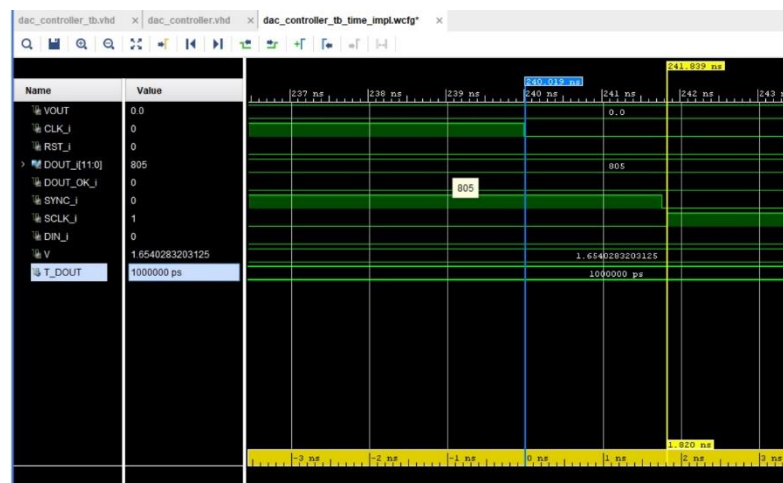 dac_controller_tb.vhd × dac_controller.vhd × dac_controller_tb_time_impl.wcfg* ×
241.839 ns
240.019 ns
Name Value
237 ns 238 ns 239 ns 240 ns 241 ns 242 ns 243
VOUT 0.0 0.0
CLK_i 0
RST_i 0
DOUT_i[11:0] 805 805
DOUT_OK_i 0
805
SYNC_i 0
SCLK_i 1
DIN_i 0
V 1.6540283203125 1.6540283203125
T_DOUT 1000000 ps 1000000 ps
1.820 ns
-3 ns -2 ns -1 ns 0 ns 1 ns 2 ns 3 ns